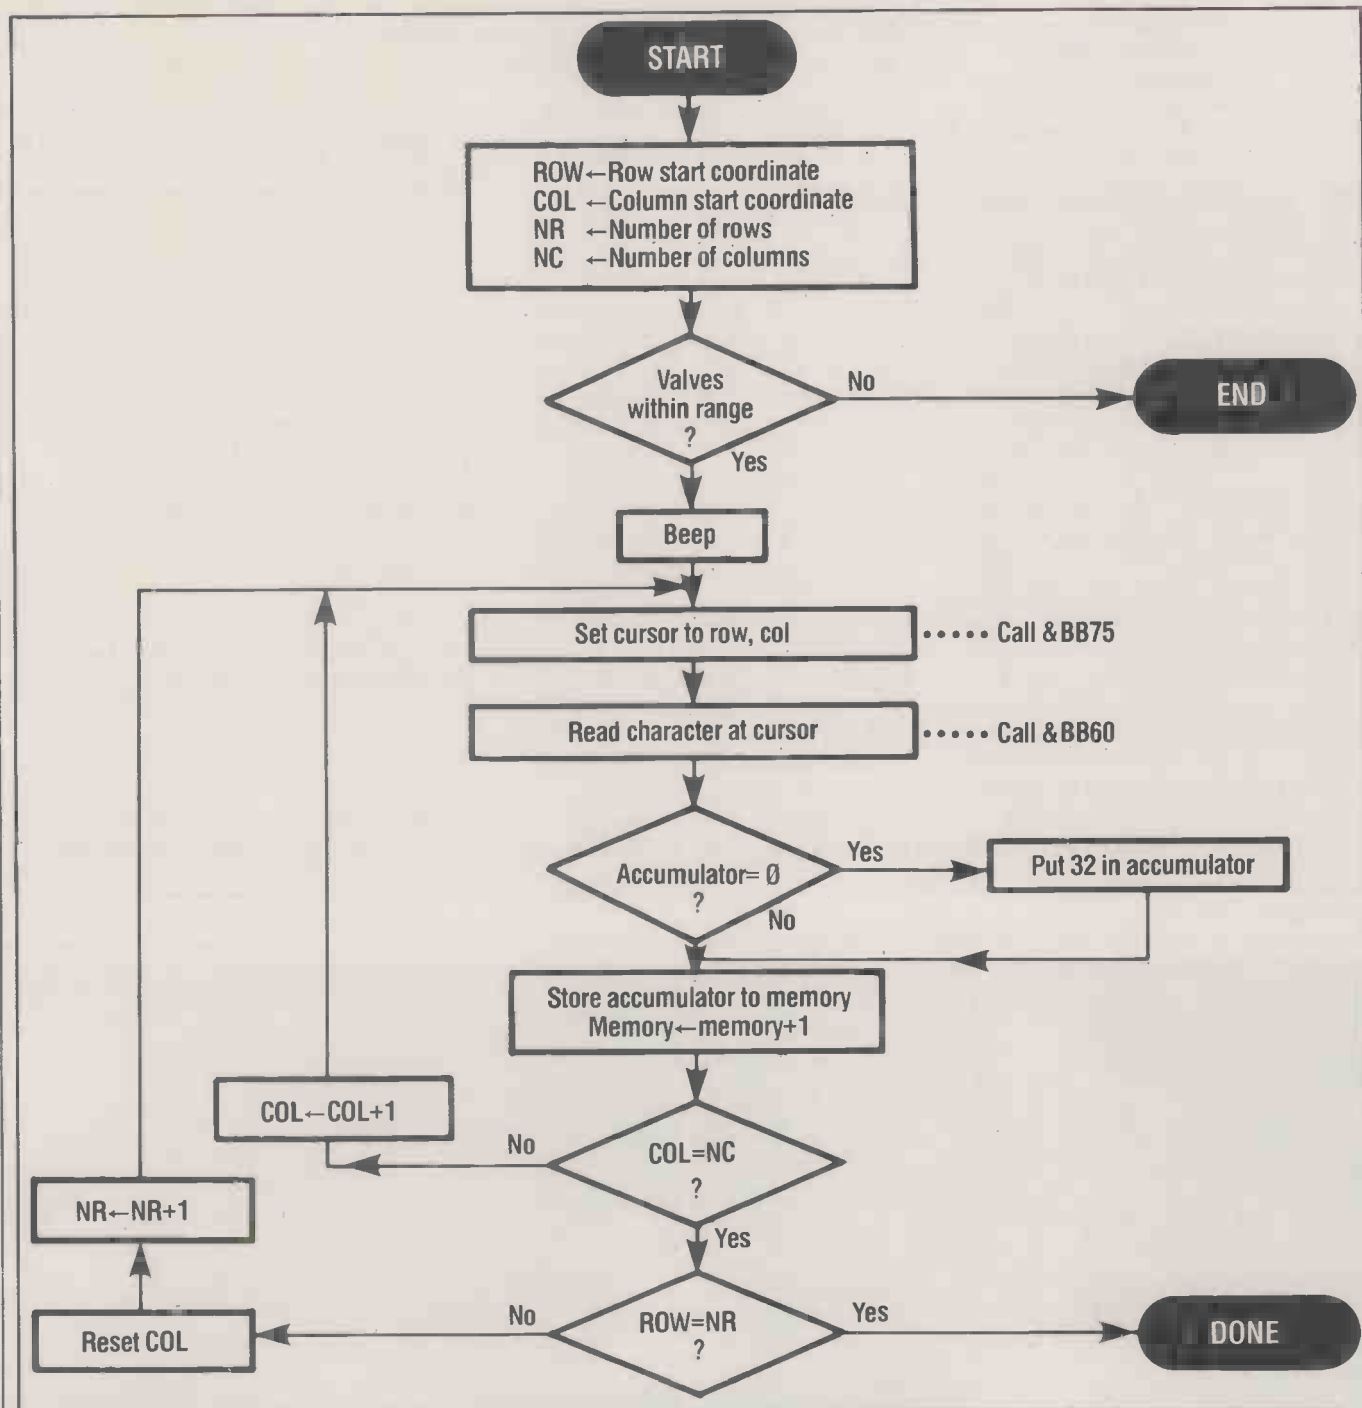 START
ROW←Row start coordinate
COL ←Column start coordinate
NR ←Number of rows
NC ←Number of columns
Valves
within range
?
No
END
Yes
Beep
Set cursor to row, col
••••• Call &BB75
Read character at cursor
••••• Call &BB60
Accumulator= Ø
?
Yes
Put 32 in accumulator
No
Store accumulator to memory
Memory←memory+1
COL←COL+1
No
COL=NC
?
NR←NR+1
Yes
Reset COL
No
ROW=NR
?
Yes
DONE